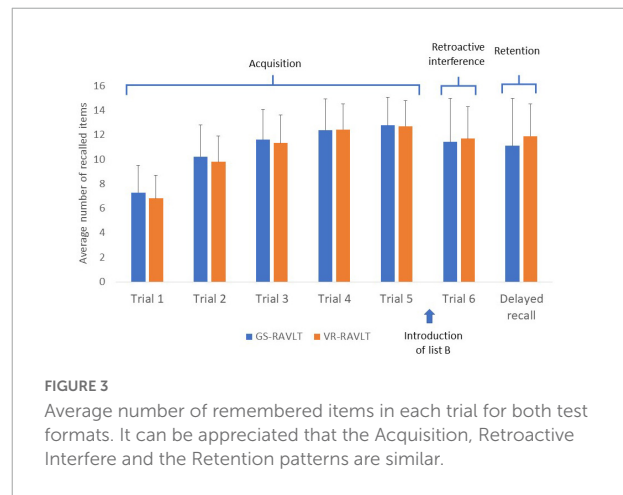 Acquisition
Retroactive
interference
Retention
Average number of recalled items
16
14
12
10
8
6
4
2
0
Trial 1 Trial 2 Trial 3 Trial 4 Trial 5 Trial 6 Delayed
recall
GS-RAVLT VR-RAVLT
Introduction
of list B
FIGURE 3
Average number of remembered items in each trial for both test
formats. It can be appreciated that the Acquisition, Retroactive
Interfere and the Retention patterns are similar.